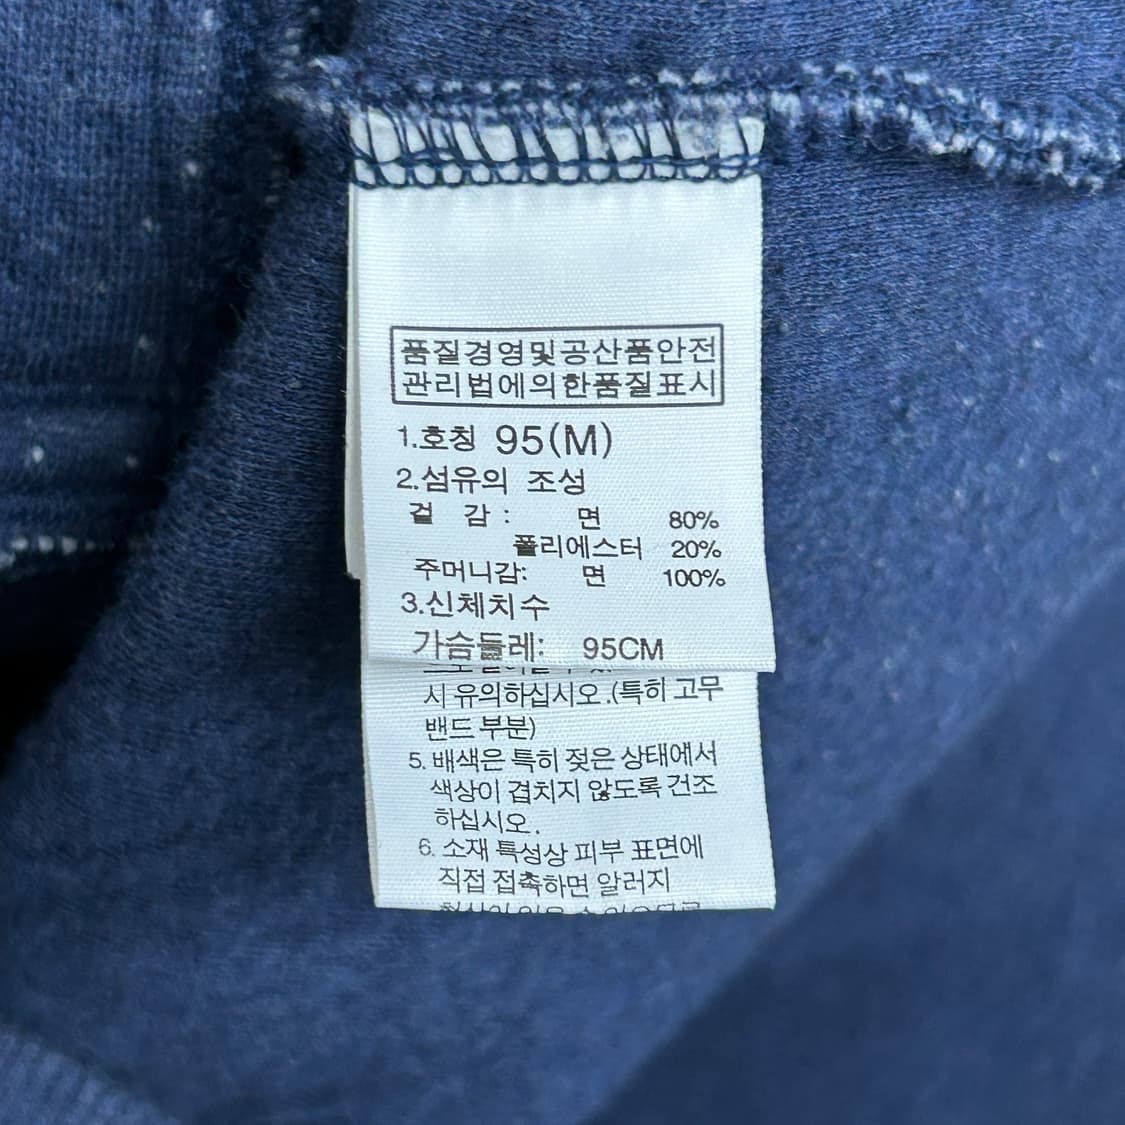 품질경영및공산품안전
관리법에의한품질표시
1.호칭 95(M)
2.섬유의 조성
겉 감 : 면 80%
폴리에스터 20%
주머니감: 면 100%
3.신체치수
가슴둘레: 95CM
시 유의하십시오.(특히 고무
밴드 부분)
5. 배색은 특히 젖은 상태에서
색상이 겹치지 않도록 건조
하십시오.
6. 소재 특성상 피부 표면에
직접 접촉하면 알러지